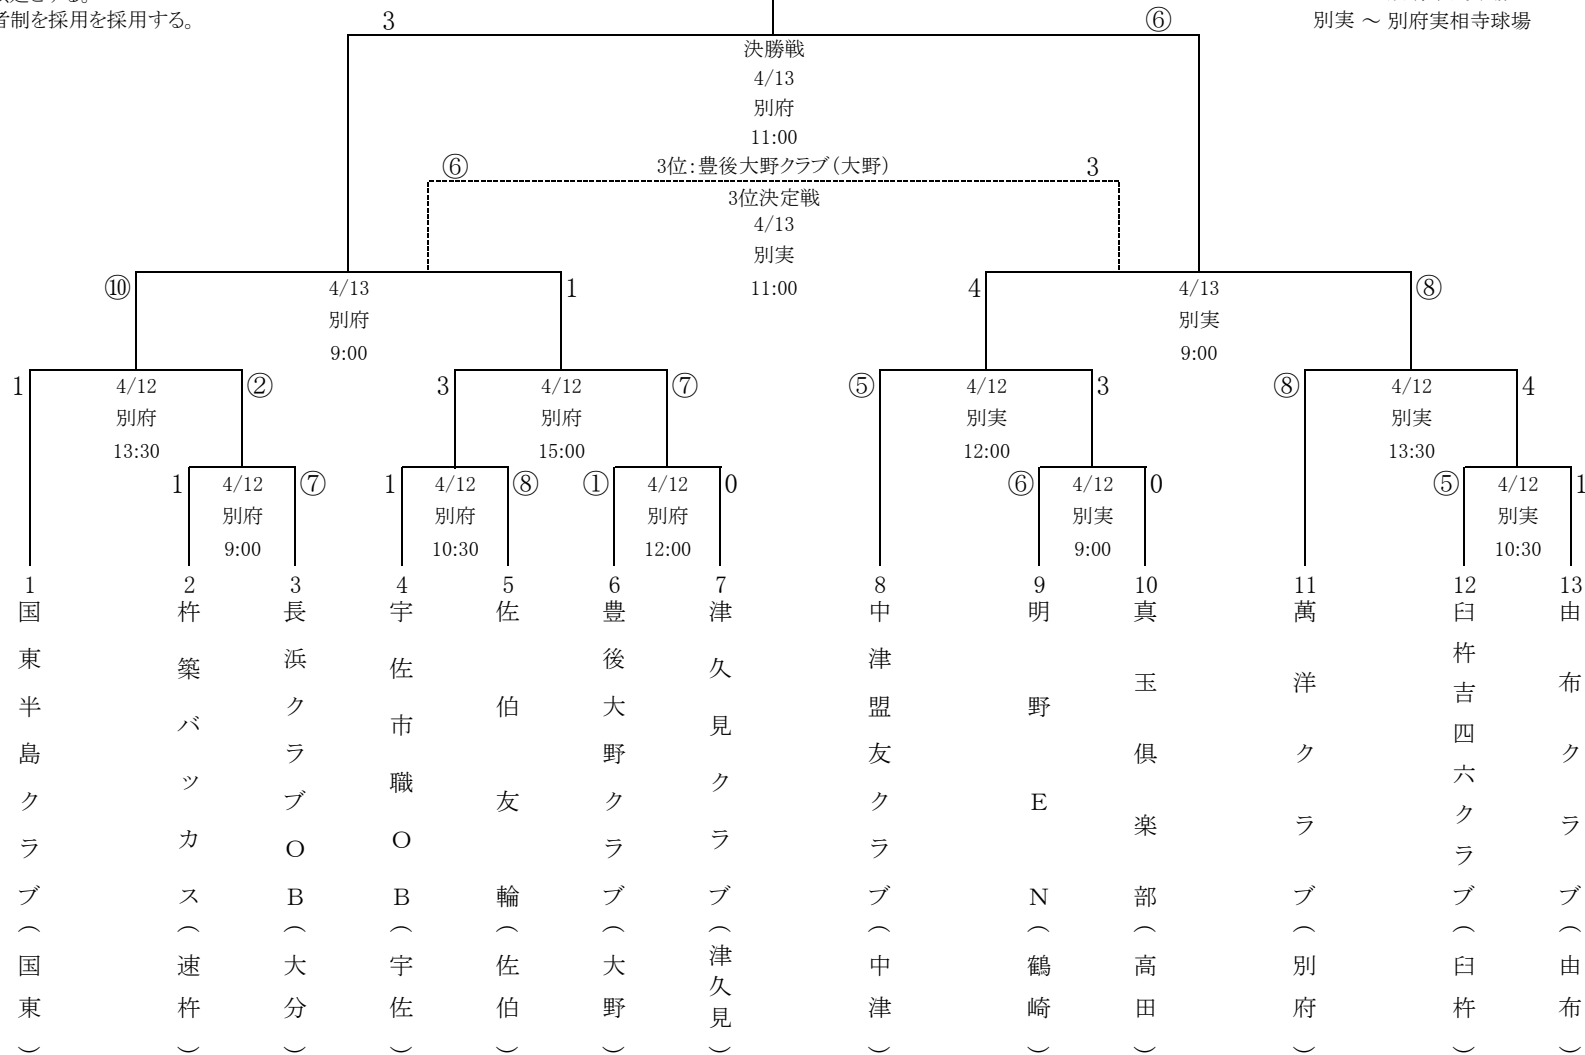 者制を採用を採用する。
別実 ～ 別府実相寺球場
3 ⑥
決勝戦
4/13
別府
11:00
⑥ 3位：豊後大野クラブ（大野） 3
3位決定戦
4/13
別実
11:00
⑩ 4/13 1 4 4/13 ⑧
別府 別実
9:00 9:00
1 4/12 ② 3 4/12 ⑦ ⑤ 4/12 3 ⑧ 4/12 4
別府 別府 別実 別実
13:30 15:00 12:00 13:30
1 4/12 ⑦ 1 4/12 ⑧ ① 4/12 0 ⑥ 4/12 0 ⑤ 4/12 1
別府 別府 別府 別実 別実
9:00 10:30 12:00 9:00 10:30
1 2 3 4 5 6 7 8 9 10 11 12 13
国東半島クラブ（国東）
杵築バッカス（速杵）
長浜クラブＯＢ（大分）
宇佐市職ＯＢ（宇佐）
佐伯友輪（佐伯）
豊後大野クラブ（大野）
津久見クラブ（津久見）
中津盟友クラブ（中津）
明野ＥＮ（鶴崎）
真玉倶楽部（高田）
萬洋クラブ（別府）
臼杵吉四六クラブ（臼杵）
由布クラブ（由布）